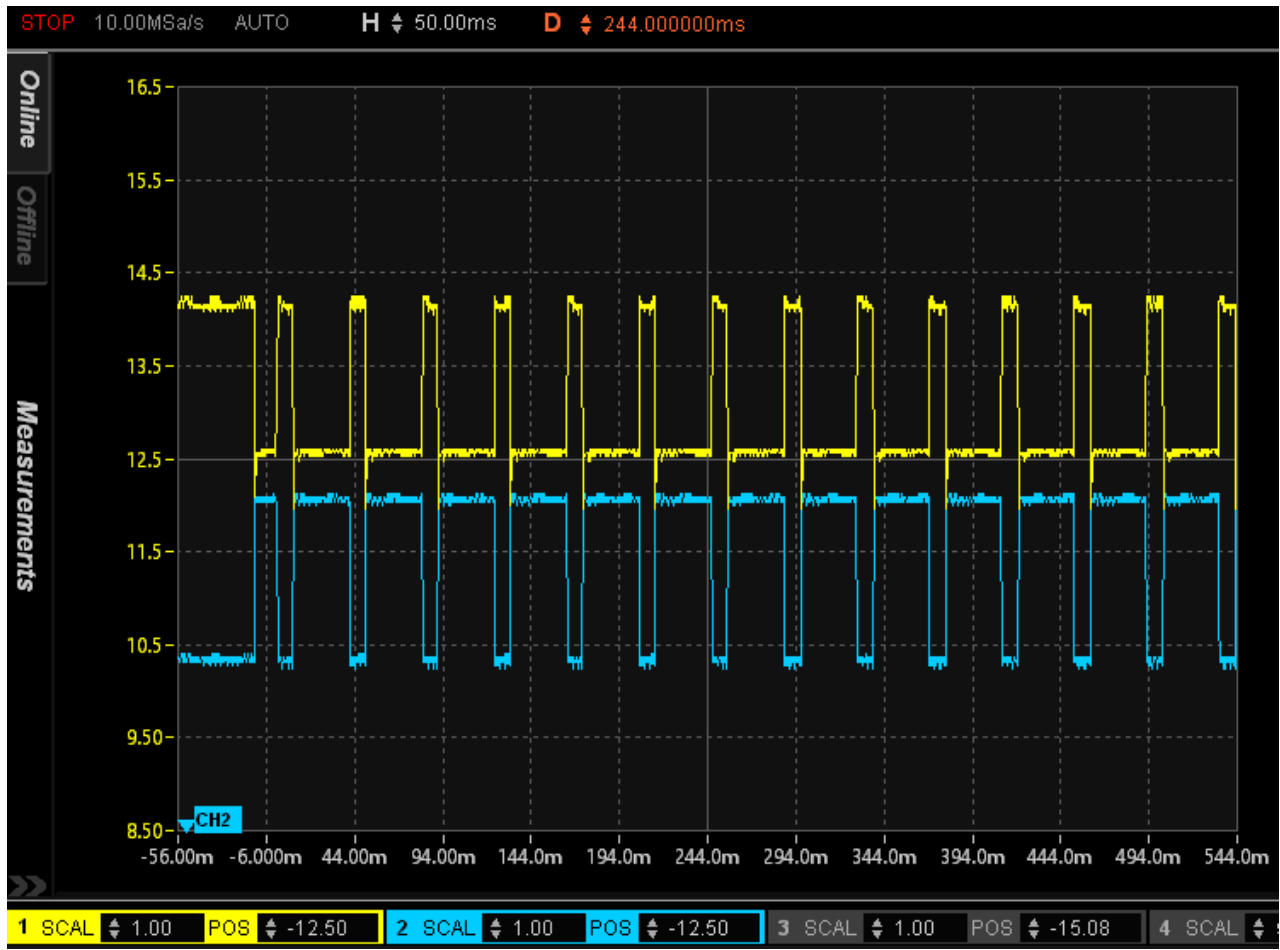 STOP 10.00MSa/s AUTO H 50.00ms D 244.000000ms
Online
Offline
Measurements
16.5
15.5
14.5
13.5
12.5
11.5
10.5
9.50
8.50
CH2
-56.00m -6.000m 44.00m 94.00m 144.0m 194.0m 244.0m 294.0m 344.0m 394.0m 444.0m 494.0m 544.0m
1 SCAL 1.00 POS -12.50 2 SCAL 1.00 POS -12.50 3 SCAL 1.00 POS -15.08 4 SCAL